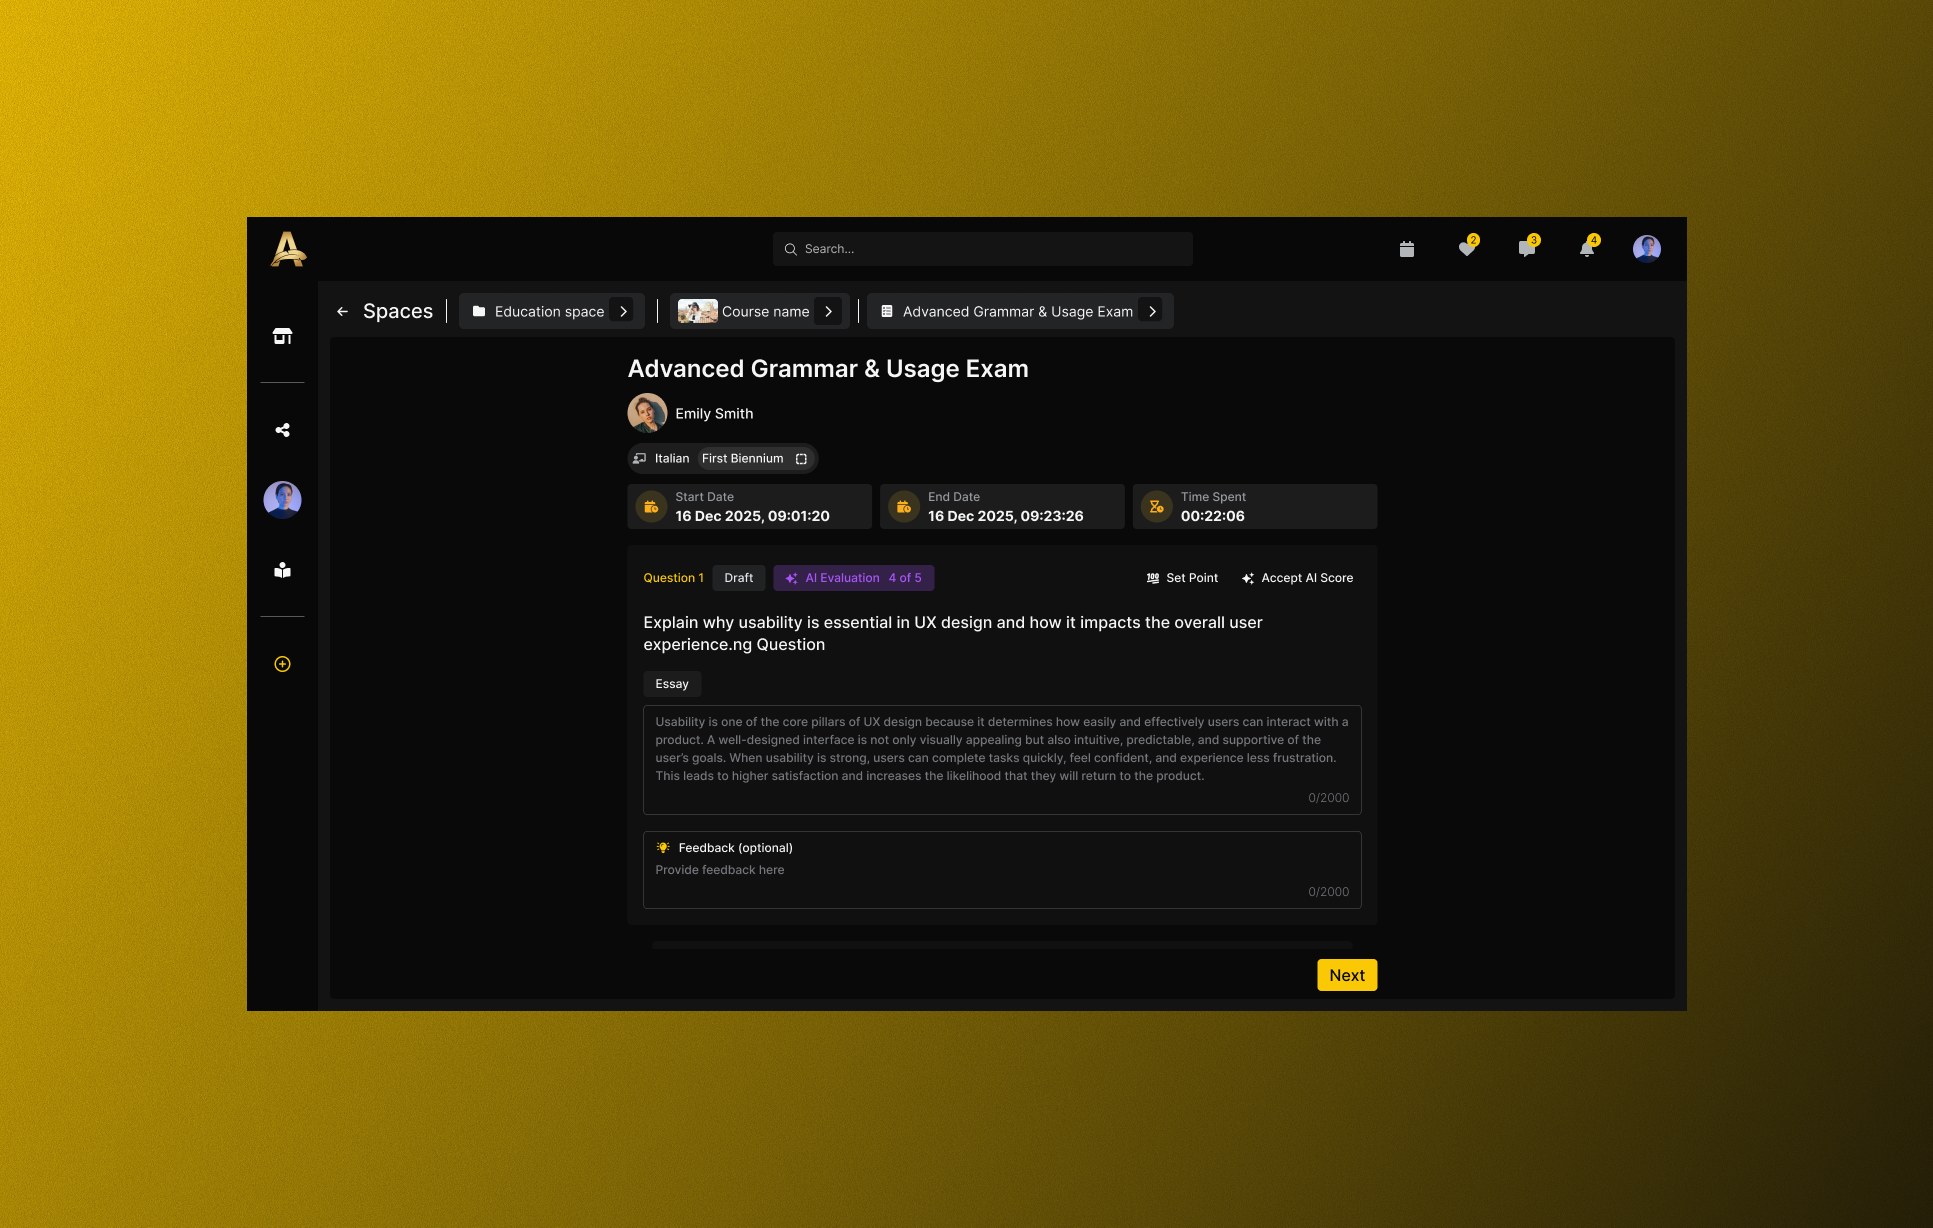 Search...
2
3
4
Spaces
Education space
Course name
Advanced Grammar & Usage Exam
Advanced Grammar & Usage Exam
Emily Smith
Italian First Biennium
Start Date
16 Dec 2025, 09:01:20
End Date
16 Dec 2025, 09:23:26
Time Spent
00:22:06
Question 1
Draft
AI Evaluation 4 of 5
Set Point
Accept AI Score
Explain why usability is essential in UX design and how it impacts the overall user
experience.ng Question
Essay
Usability is one of the core pillars of UX design because it determines how easily and effectively users can interact with a
product. A well-designed interface is not only visually appealing but also intuitive, predictable, and supportive of the
user's goals. When usability is strong, users can complete tasks quickly, feel confident, and experience less frustration.
This leads to higher satisfaction and increases the likelihood that they will return to the product.
0/2000
Feedback (optional)
Provide feedback here
0/2000
Next